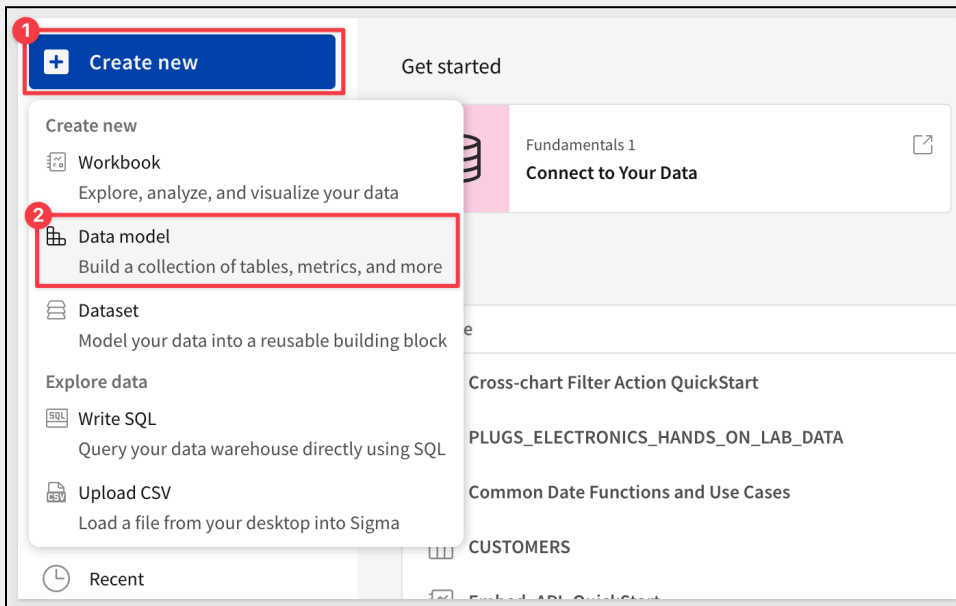 1
Create new
Get started
Create new
Workbook
Explore, analyze, and visualize your data
Fundamentals 1
Connect to Your Data
2
Data model
Build a collection of tables, metrics, and more
Dataset
Model your data into a reusable building block
e
Explore data
Cross-chart Filter Action QuickStart
SQL
Write SQL
Query your data warehouse directly using SQL
PLUGS_ELECTRONICS_HANDS_ON_LAB_DATA
CSV
Upload CSV
Load a file from your desktop into Sigma
Common Date Functions and Use Cases
CUSTOMERS
Recent
Embed_API_QuickStart